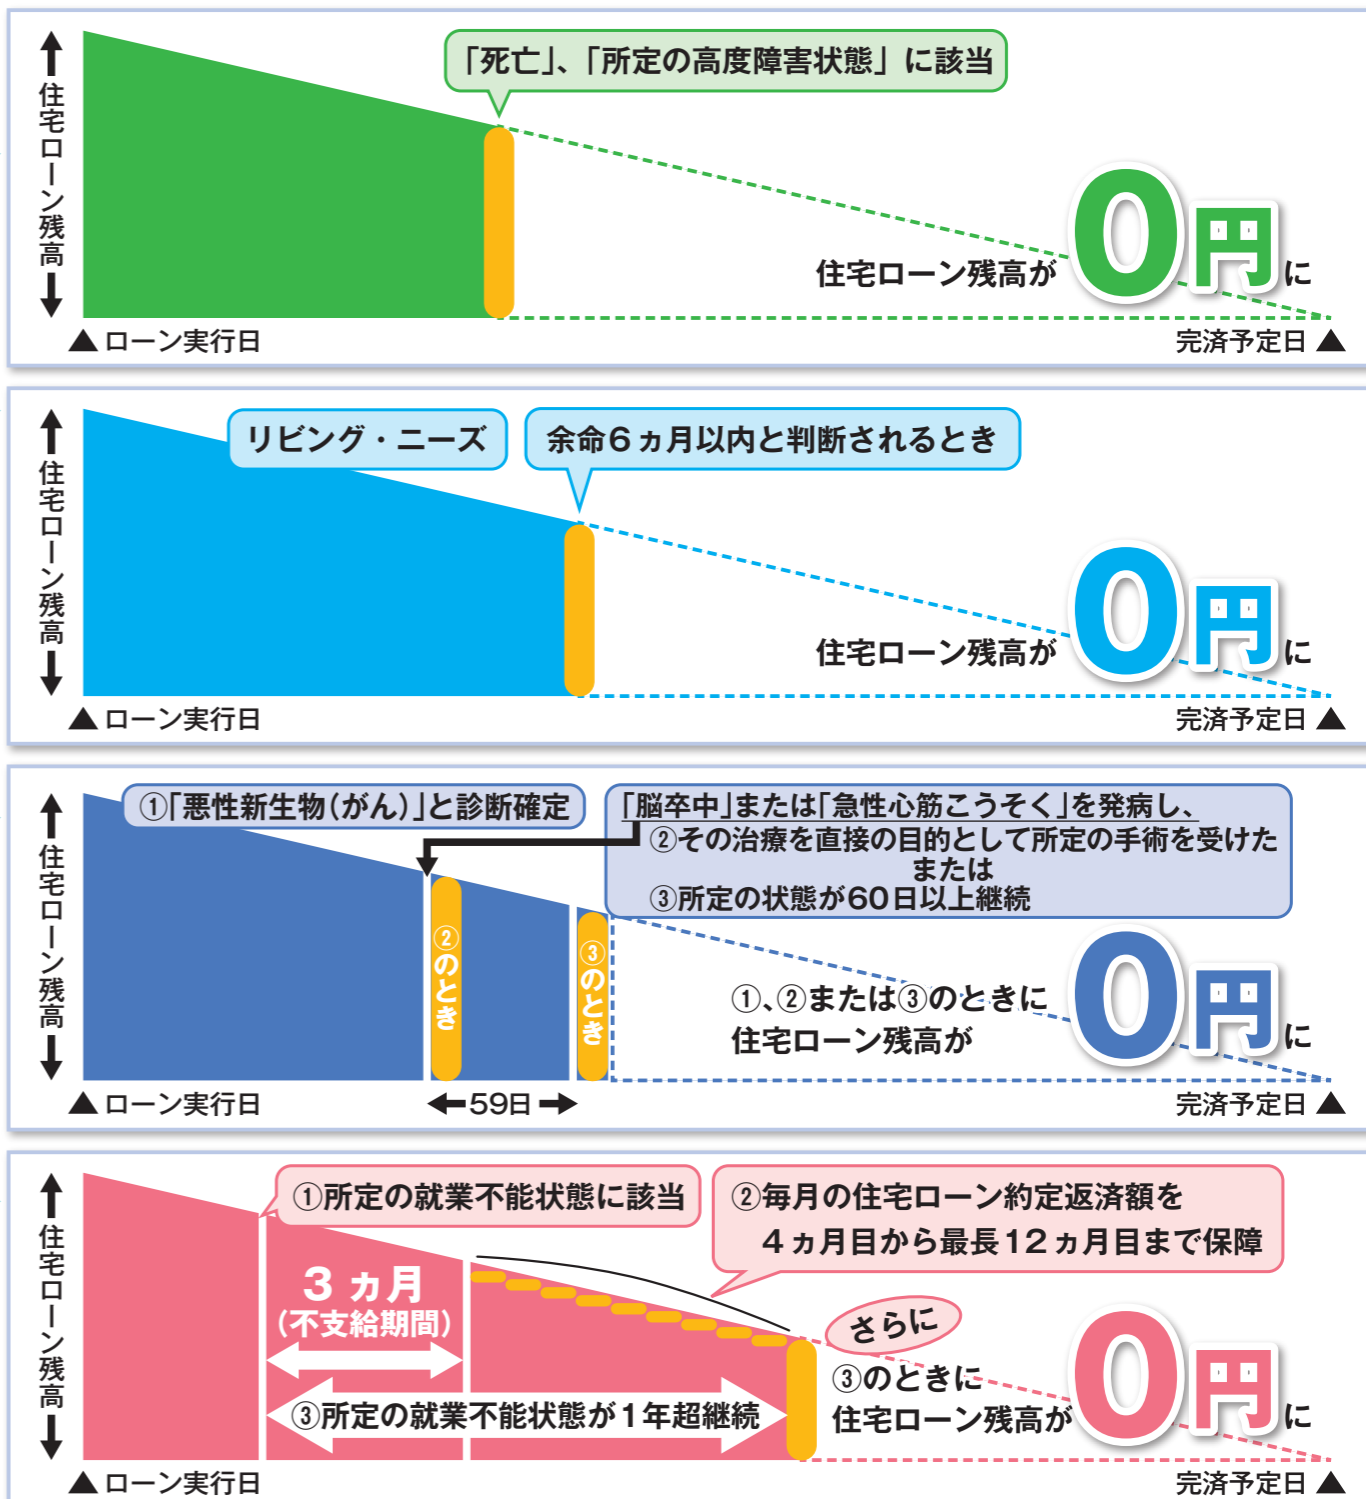 「死亡」、「所定の高度障害状態」に該当
住宅ローン残高
住宅ローン残高が
0円に
▲ローン実行日
完済予定日▲
リビング・ニーズ
余命6ヵ月以内と判断されるとき
住宅ローン残高
住宅ローン残高が
0円に
▲ローン実行日
完済予定日▲
①「悪性新生物(がん)」と診断確定
「脳卒中」または「急性心筋こうそく」を発病し、
②その治療を直接の目的として所定の手術を受けた
または
③所定の状態が60日以上継続
住宅ローン残高
②のとき
③のとき
①、②または③のときに
住宅ローン残高が
0円に
▲ローン実行日
59日
完済予定日▲
①所定の就業不能状態に該当
②毎月の住宅ローン約定返済額を
4ヵ月目から最長12ヵ月目まで保障
住宅ローン残高
3ヵ月
(不支給期間)
さらに
③所定の就業不能状態が1年超継続
③のときに
住宅ローン残高が
0円に
▲ローン実行日
完済予定日▲